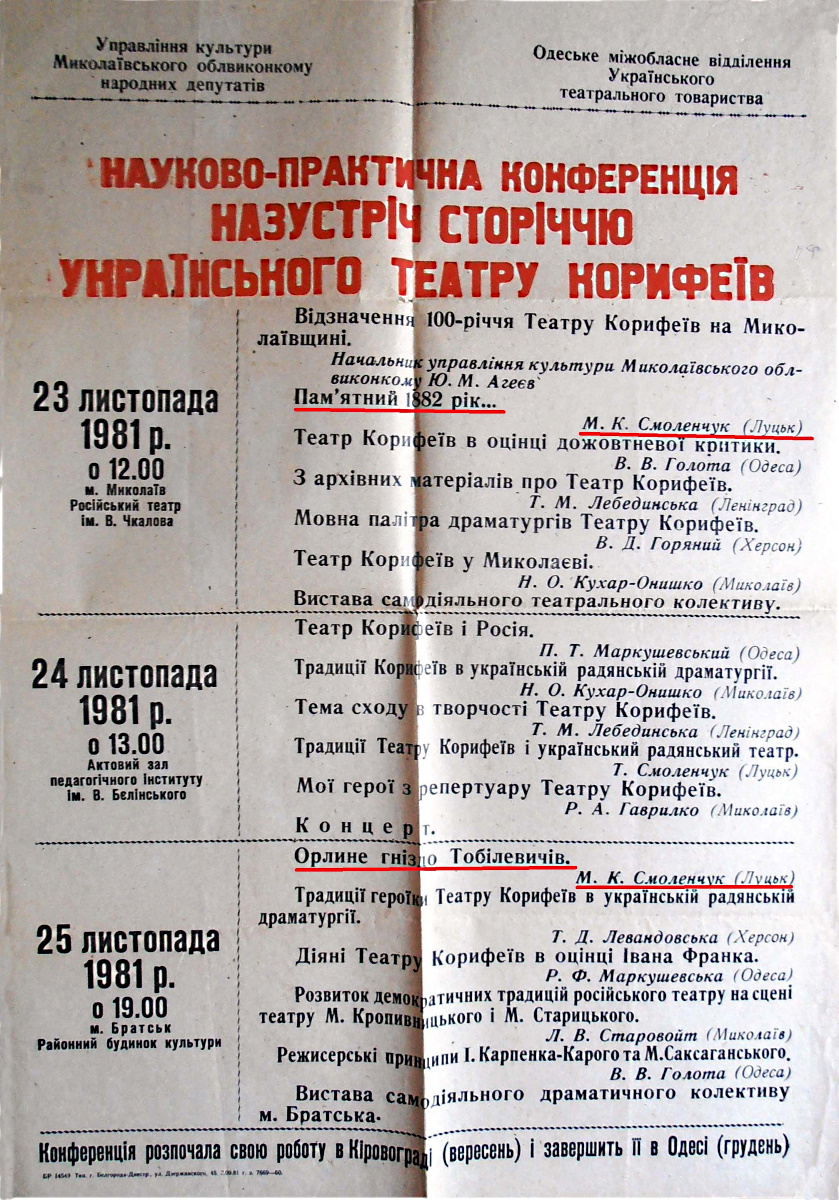 Управління культури
Миколаївського облвиконкому
народних депутатів
Одеське міжобласне відділення
Українського
театрального товариства
НАУКОВО-ПРАКТИЧНА КОНФЕРЕНЦІЯ
НАЗУСТРІЧ СТОРІЧЧЮ
УКРАЇНСЬКОГО ТЕАТРУ КОРИФЕЇВ
23 листопада
1981 р.
о 12.00
м. Миколаїв
Російський театр
ім. В. Чкалова
Відзначення 100-річчя Театру Корифеїв на Мико-
лаївщині.
Начальник управління культури Миколаївського обл-
виконкому Ю. М. Агеєв
Пам'ятний 1882 рік...
М. К. Смоленчук (Луцьк)
Театр Корифеїв в оцінці дожовтневої критики.
В. В. Голота (Одеса)
З архівних матеріалів про Театр Корифеїв.
Т. М. Лебединська (Ленінград)
Мовна палітра драматургів Театру Корифеїв.
В. Д. Горяний (Херсон)
Театр Корифеїв у Миколаєві.
Н. О. Кухар-Онишко (Миколаїв)
Вистава самодіяльного театрального колективу.
24 листопада
1981 р.
о 13.00
Актовий зал
педагогічного Інституту
ім. В. Бєлінського
Театр Корифеїв і Росія.
П. Т. Маркушевський (Одеса)
Традиції Корифеїв в українській радянській драматургії.
Н. О. Кухар-Онишко (Миколаїв)
Тема сходу в творчості Театру Корифеїв.
Т. М. Лебединська (Ленінград)
Традиції Театру Корифеїв і український радянський театр.
Т. Смоленчук (Луцьк)
Мої герої з репертуару Театру Корифеїв.
Р. А. Гаврилко (Миколаїв)
Концерт.
25 листопада
1981 р.
о 19.00
м. Братськ
Районний будинок культури
Орлине гніздо Тобілевичів.
М. К. Смоленчук (Луцьк)
Традиції героїки Театру Корифеїв в українській радянській
драматургії.
Т. Д. Левандовська (Херсон)
Діяні Театру Корифеїв в оцінці Івана Франка.
Р. Ф. Маркушевська (Одеса)
Розвиток демократичних традицій російського театру на сцені
театру М. Кропивницького і М. Старицького.
Л. В. Старовойт (Миколаїв)
Режисерські принципи І. Карпенка-Карого та М. Саксаганського.
В. В. Голота (Одеса)
Вистава самодіяльного драматичного колективу
м. Братська.
Конференція розпочала свою роботу в Кіровограді (вересень) і завершить її в Одесі (грудень)
БР 14549 Тип. г. Белгород-Днестр., ул. Дзержинского,